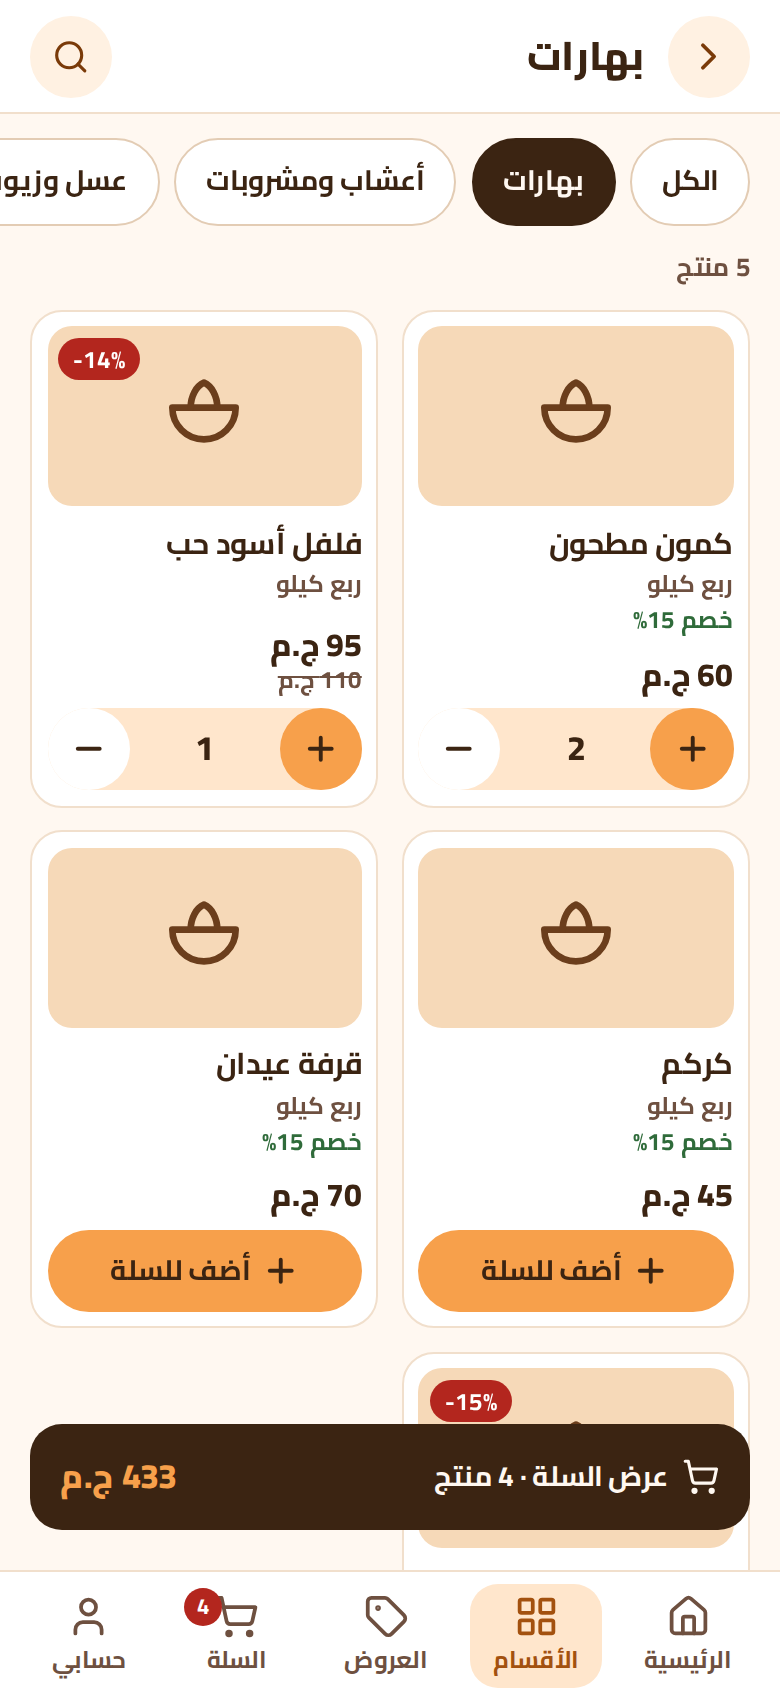 بهارات
الكل
بهارات
أعشاب ومشروبات
عسل
5 منتج
كمون مطحون
ربع كيلو
خصم 15%
60 ج.م
2
-14%
فلفل أسود حب
ربع كيلو
95 ج.م
110 ج.م
1
كركم
ربع كيلو
خصم 15%
45 ج.م
أضف للسلة
قرفة عيدان
ربع كيلو
خصم 15%
70 ج.م
أضف للسلة
-15%
عرض السلة · 4 منتج
433 ج.م
الرئيسية
الأقسام
العروض
4
السلة
حسابي